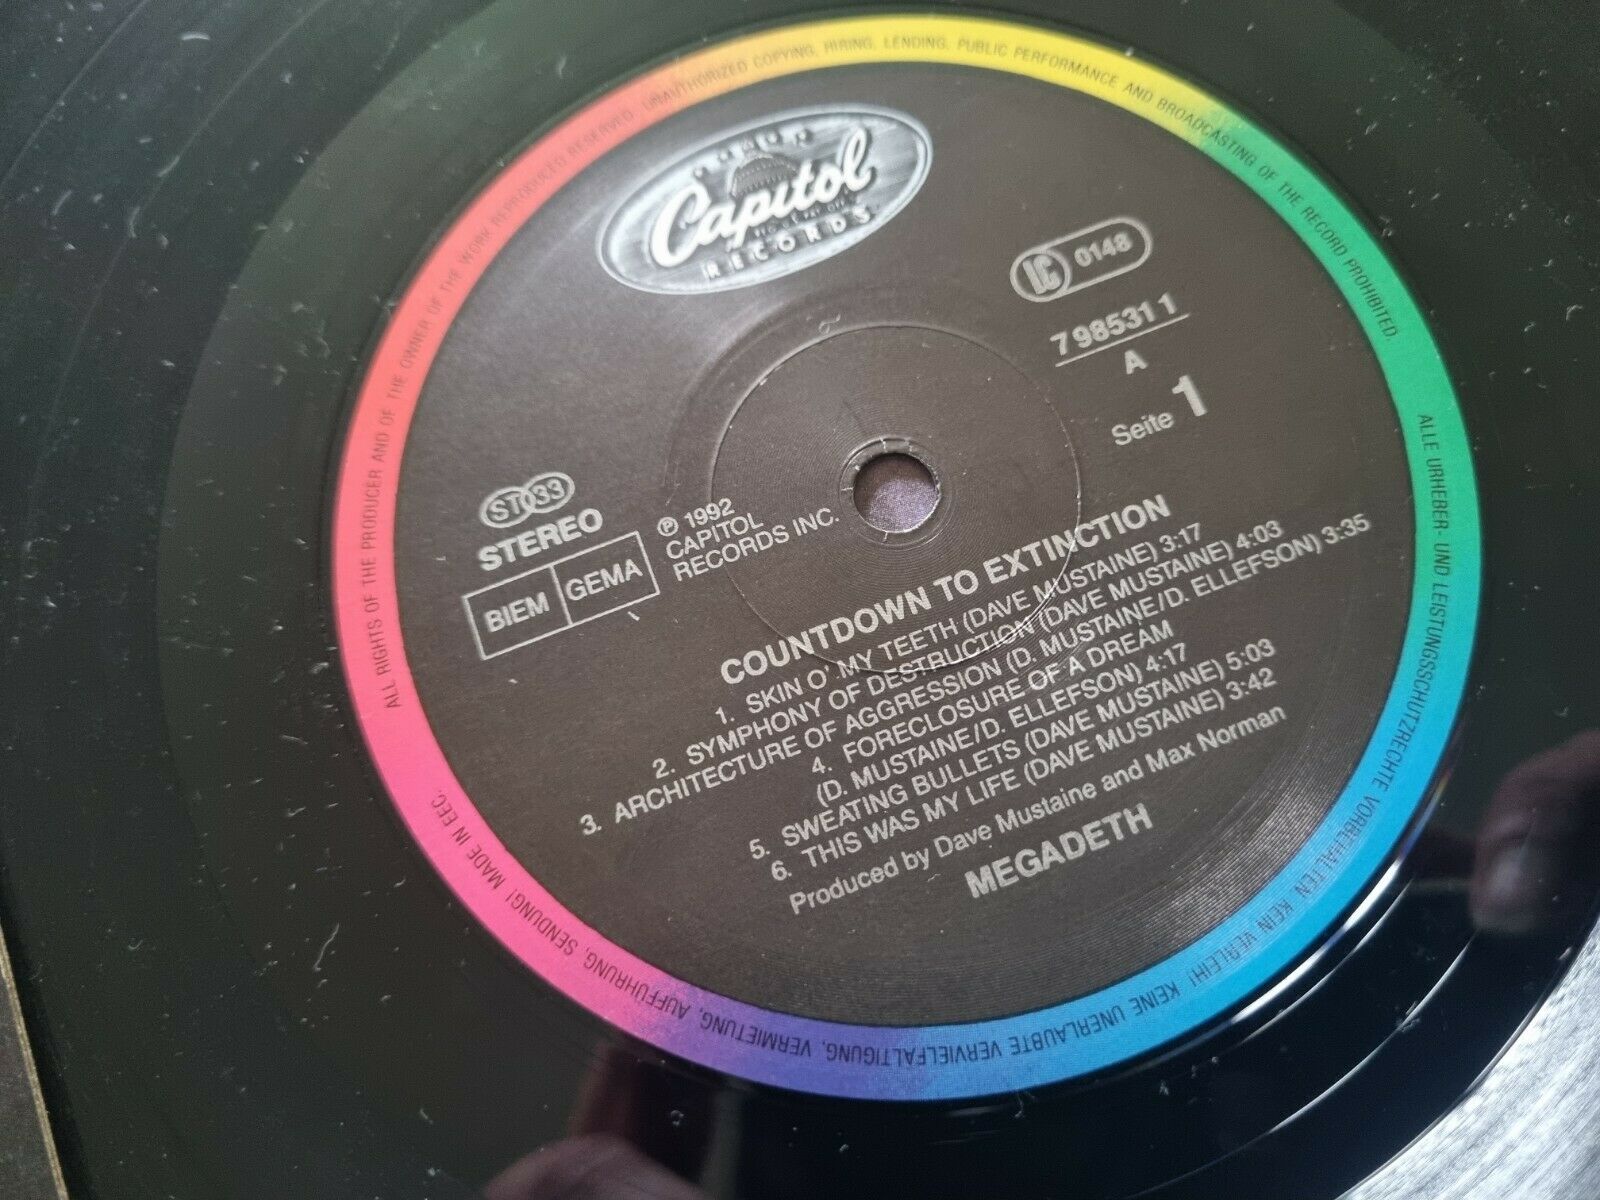 ALL RIGHTS OF THE PRODUCER AND OF THE OWNER OF THE WORK REPRODUCED RESERVED. UNAUTHORIZED COPYING, HIRING, LENDING, PUBLIC PERFORMANCE AND BROADCASTING OF THE RECORD PROHIBITED.
Capitol
RECORDS
LC 0148
7 98531 1
A
Seite 1
ST 33
STEREO
BIEM GEMA
℗ 1992
CAPITOL
RECORDS INC.
COUNTDOWN TO EXTINCTION
1. SKIN O' MY TEETH (DAVE MUSTAINE) 3:17
2. SYMPHONY OF DESTRUCTION (DAVE MUSTAINE) 4:03
3. ARCHITECTURE OF AGGRESSION (D. MUSTAINE/D. ELLEFSON) 3:35
4. FORECLOSURE OF A DREAM
(D. MUSTAINE/D. ELLEFSON) 4:17
5. SWEATING BULLETS (DAVE MUSTAINE) 5:03
6. THIS WAS MY LIFE (DAVE MUSTAINE) 3:42
Produced by Dave Mustaine and Max Norman
MEGADETH
ALLE URHEBER- UND LEISTUNGSSCHUTZRECHTE VORBEHALTEN. KEIN VERLEIH! KEINE UNERLAUBTE VERVIELFÄLTIGUNG, VERMIETUNG, AUFFÜHRUNG, SENDUNG! MADE IN EEC.